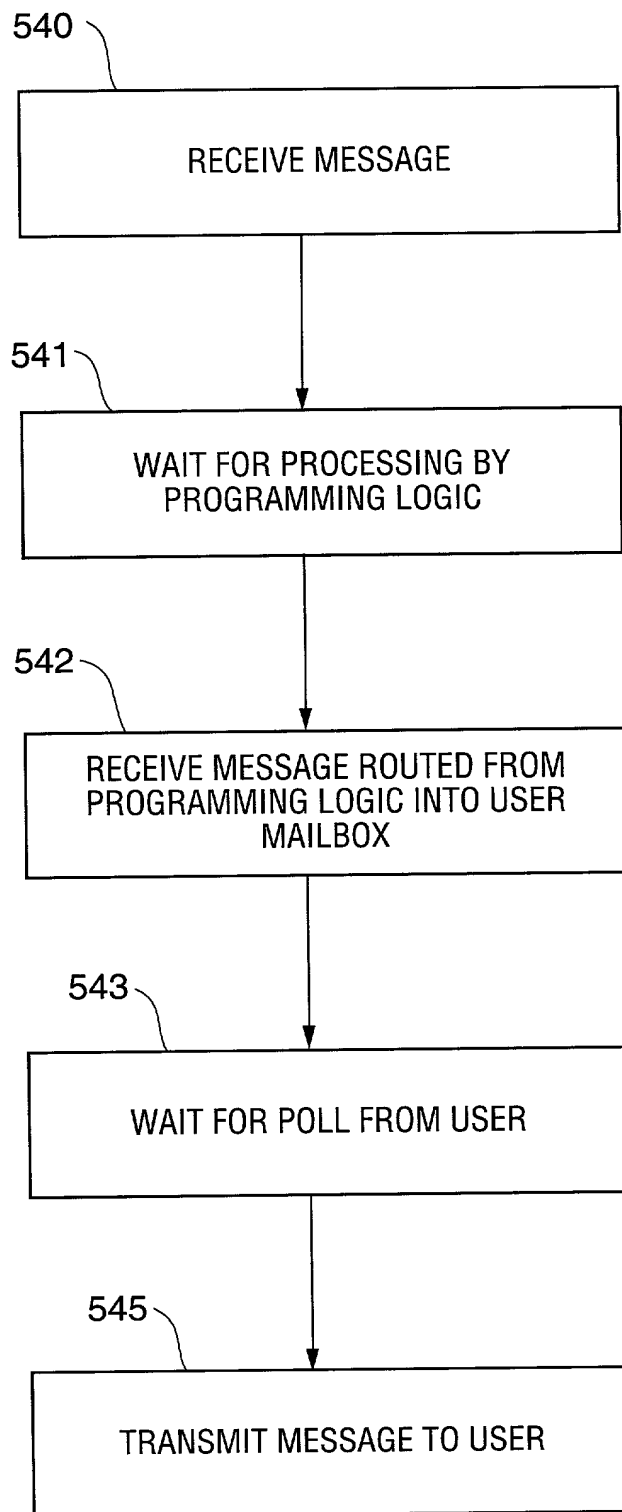 540
RECEIVE MESSAGE
541
WAIT FOR PROCESSING BY
PROGRAMMING LOGIC
542
RECEIVE MESSAGE ROUTED FROM
PROGRAMMING LOGIC INTO USER
MAILBOX
543
WAIT FOR POLL FROM USER
545
TRANSMIT MESSAGE TO USER